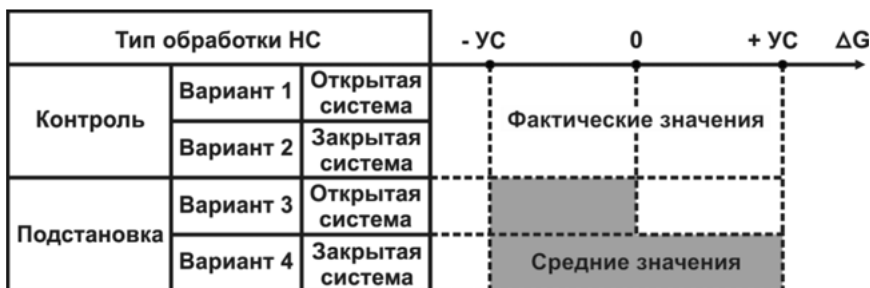 Тип обработки НС
- УС 0 + УС ΔG
Контроль
Вариант 1
Открытая
система
Вариант 2
Закрытая
система
Фактические значения
Подстановка
Вариант 3
Открытая
система
Вариант 4
Закрытая
система
Средние значения